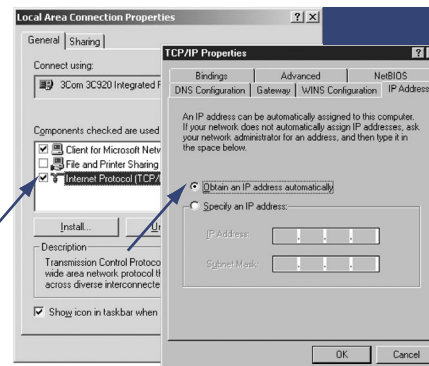 Local Area Connection Properties
General Sharing
Connect using:
3Com 3C920 Integrated
Components checked are used
Client for Microsoft Netw
File and Printer Sharing
Internet Protocol (TCP/
Install...
Description
Transmission Control Protoco
wide area network protocol th
across diverse interconnecte
Show icon in taskbar when
TCP/IP Properties
Bindings Advanced NetBIOS
DNS Configuration Gateway WINS Configuration IP Address
An IP address can be automatically assigned to this computer.
If your network does not automatically assign IP addresses, ask
your network administrator for an address, and then type it in
the space below.
Obtain an IP address automatically
Specify an IP address:
IP Address:
Subnet Mask:
OK Cancel